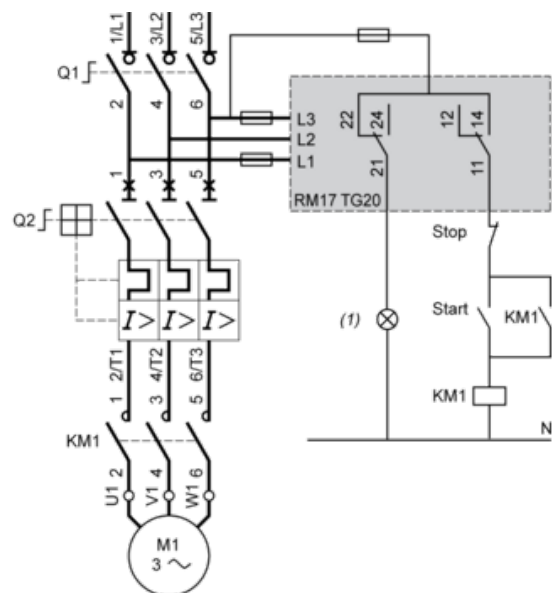 1/L1 3/L2 5/L3
Q1
2 4 6
L3
L2
L1
22 24
21
12 14
11
RM17 TG20
1 3 5
Q2
I> I> I>
2/T1 4/T2 6/T3
1 3 5
KM1
2 4 6
U1 V1 W1
M1
3 ~
Stop
Start
KM1
(1)
KM1
N